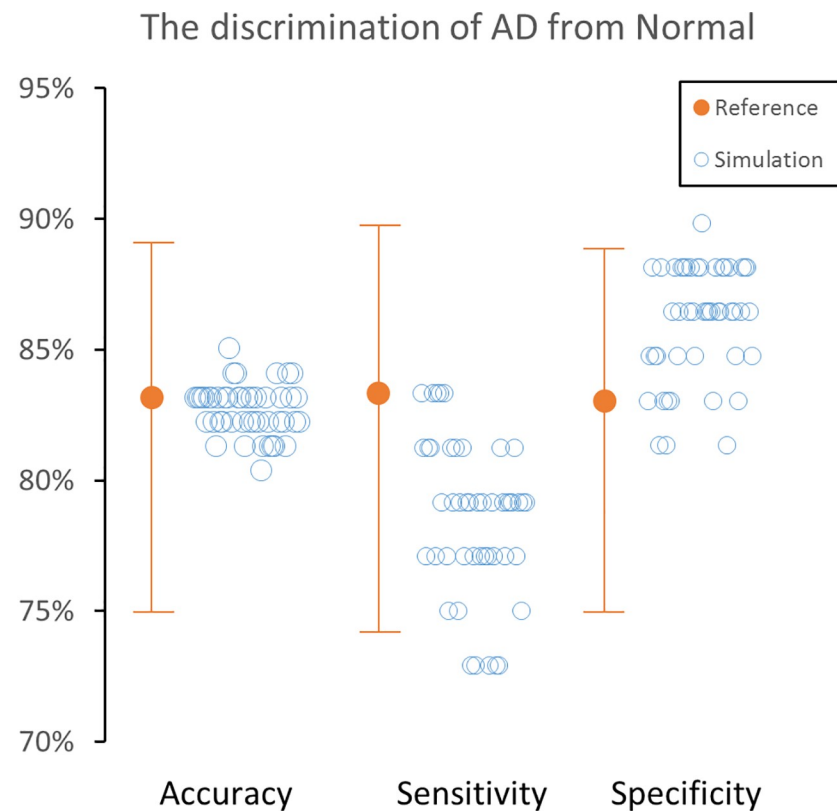 The discrimination of AD from Normal
95%
Reference
Simulation
90%
85%
80%
75%
70%
Accuracy Sensitivity Specificity